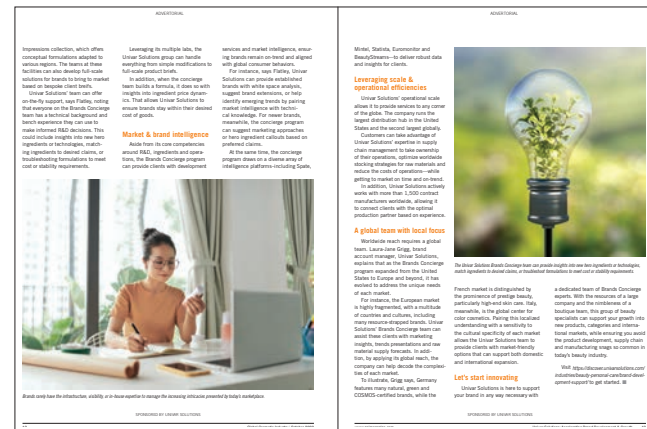 ADVERTORIAL
Impressions collection, which offers
conceptual formulations adapted to
various regions. The teams at these
facilities can also develop full-scale
solutions for brands to bring to market
based on bespoke client briefs.
Univar Solutions' team can offer
on-the-fly support, says Flatley, noting
that everyone on the Brands Concierge
team has a technical background and
bench experience they can use to
make informed R&D decisions. This
could include insights into new hero
ingredients or technologies, match-
ing ingredients to desired claims, or
troubleshooting formulations to meet
cost or stability requirements.
Leveraging its multiple labs, the
Univar Solutions group can handle
everything from simple modifications to
full-scale product briefs.
In addition, when the concierge
team builds a formula, it does so with
insights into ingredient price dynam-
ics. That allows Univar Solutions to
ensure brands stay within their desired
cost of goods.
Market & brand intelligence
Aside from its core competencies
around R&D, ingredients and opera-
tions, the Brands Concierge program
can provide clients with development
services and market intelligence, ensur-
ing brands remain on-trend and aligned
with global consumer behaviors.
For instance, says Flatley, Univar
Solutions can provide established
brands with white space analysis,
suggest brand extensions, or help
identify emerging trends by pairing
market intelligence with techni-
cal knowledge. For newer brands,
meanwhile, the concierge program
can suggest marketing approaches
or hero ingredient callouts based on
preferred claims.
At the same time, the concierge
program draws on a diverse array of
intelligence platforms–including Spate,
Brands rarely have the infrastructure, visibility, or in-house expertise to manage the increasing intricacies presented by today's marketplace.
SPONSORED BY UNIVAR SOLUTIONS
ADVERTORIAL
Mintel, Statista, Euromonitor and
BeautyStreams—to deliver robust data
and insights for clients.
Leveraging scale &
operational efficiencies
Univar Solutions' operational scale
allows it to provide services to any corner
of the globe. The company runs the
largest distribution hub in the United
States and the second largest globally.
Customers can take advantage of
Univar Solutions' expertise in supply
chain management to take ownership
of their operations, optimize worldwide
stocking strategies for raw materials and
reduce the costs of operations—while
getting to market on time and on-trend.
In addition, Univar Solutions actively
works with more than 1,500 contract
manufacturers worldwide, allowing it
to connect clients with the optimal
production partner based on experience.
A global team with local focus
Worldwide reach requires a global
team. Laura-Jane Grigg, brand
account manager, Univar Solutions,
explains that as the Brands Concierge
program expanded from the United
States to Europe and beyond, it has
evolved to address the unique needs
of each market.
For instance, the European market
is highly fragmented, with a multitude
of countries and cultures, including
many resource-strapped brands. Univar
Solutions' Brands Concierge team can
assist these clients with marketing
insights, trends presentations and raw
material supply forecasts. In addi-
tion, by applying its global reach, the
company can help decode the complexi-
ties of each market.
To illustrate, Grigg says, Germany
features many natural, green and
COSMOS-certified brands, while the
The Univar Solutions Brands Concierge team can provide insights into new hero ingredients or technologies,
match ingredients to desired claims, or troubleshoot formulations to meet cost or stability requirements.
French market is distinguished by
the prominence of prestige beauty,
particularly high-end skin care. Italy,
meanwhile, is the global center for
color cosmetics. Pairing this localized
understanding with a sensitivity to
the cultural specificity of each market
allows the Univar Solutions team to
provide clients with market-friendly
options that can support both domestic
and international expansion.
Let's start innovating
Univar Solutions is here to support
your brand in any way necessary with
a dedicated team of Brands Concierge
experts. With the resources of a large
company and the nimbleness of a
boutique team, this group of beauty
specialists can support your growth into
new products, categories and interna-
tional markets, while ensuring you avoid
the product development, supply chain
and manufacturing snags so common in
today's beauty industry.
Visit https://discover.univarsolutions.com/
industries/beauty-personal-care/brand-devel-
opment-support/ to get started.
SPONSORED BY UNIVAR SOLUTIONS